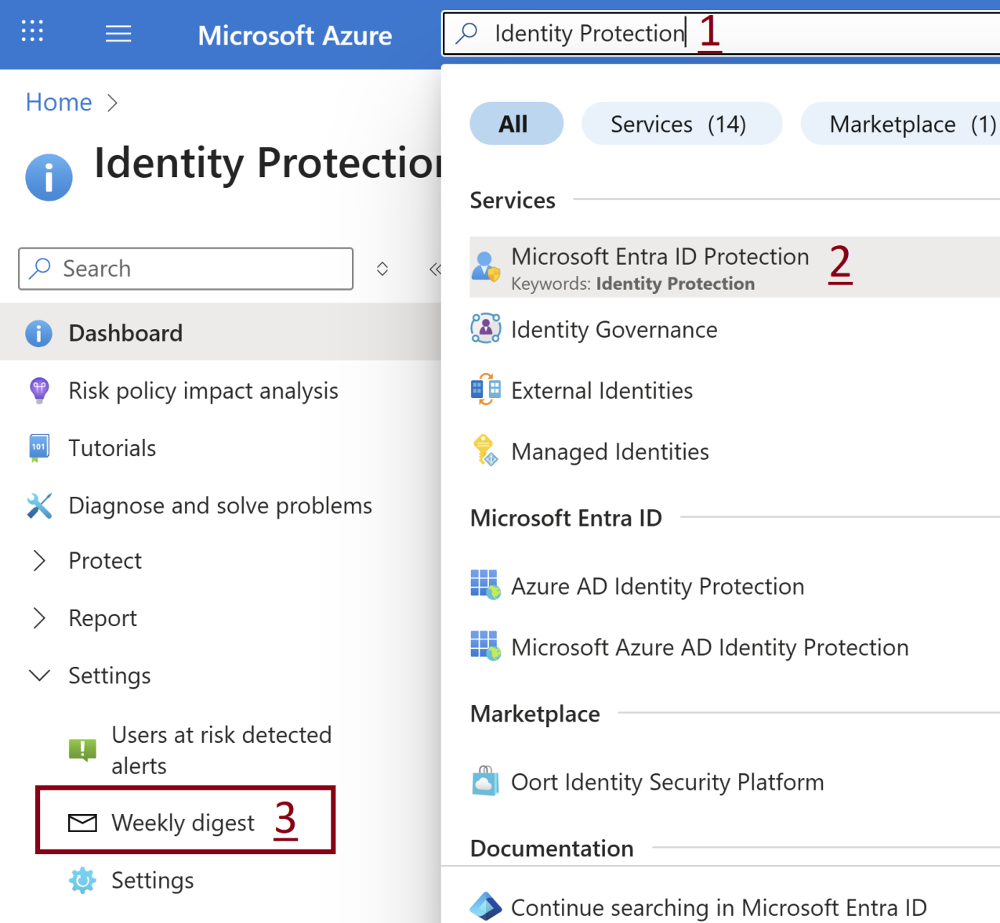 Microsoft Azure
Identity Protection 1
Home
Identity Protection
Search
Dashboard
Risk policy impact analysis
101
Tutorials
Diagnose and solve problems
Protect
Report
Settings
Users at risk detected
alerts
Weekly digest 3
Settings
All
Services (14)
Marketplace (1)
Services
Microsoft Entra ID Protection 2
Keywords: Identity Protection
Identity Governance
External Identities
Managed Identities
Microsoft Entra ID
Azure AD Identity Protection
Microsoft Azure AD Identity Protection
Marketplace
Oort Identity Security Platform
Documentation
Continue searching in Microsoft Entra ID